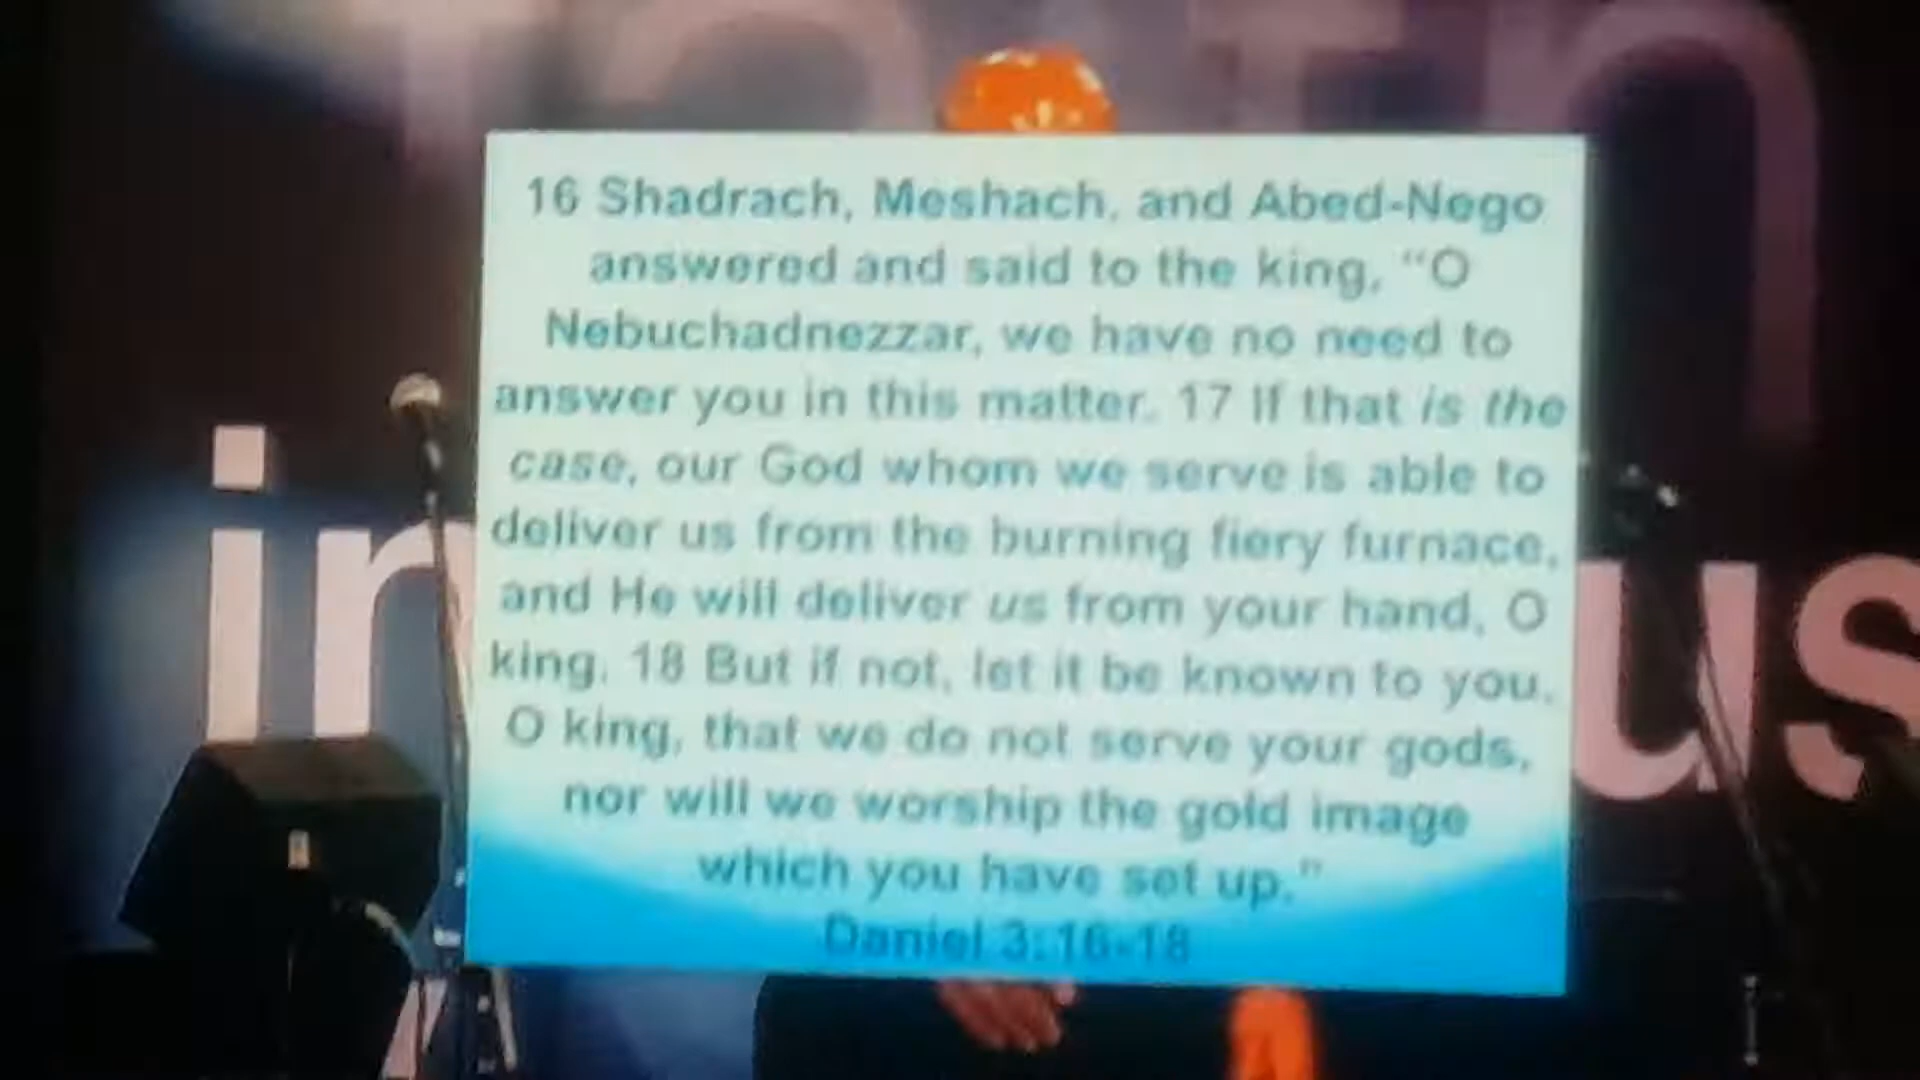 16 Shadrach, Meshach, and Abed-Nego
answered and said to the king, "O
Nebuchadnezzar, we have no need to
answer you in this matter. 17 If that is the
case, our God whom we serve is able to
deliver us from the burning fiery furnace,
and He will deliver us from your hand, O
king. 18 But if not, let it be known to you,
O king, that we do not serve your gods,
nor will we worship the gold image
which you have set up."
Daniel 3:16-18
in
us